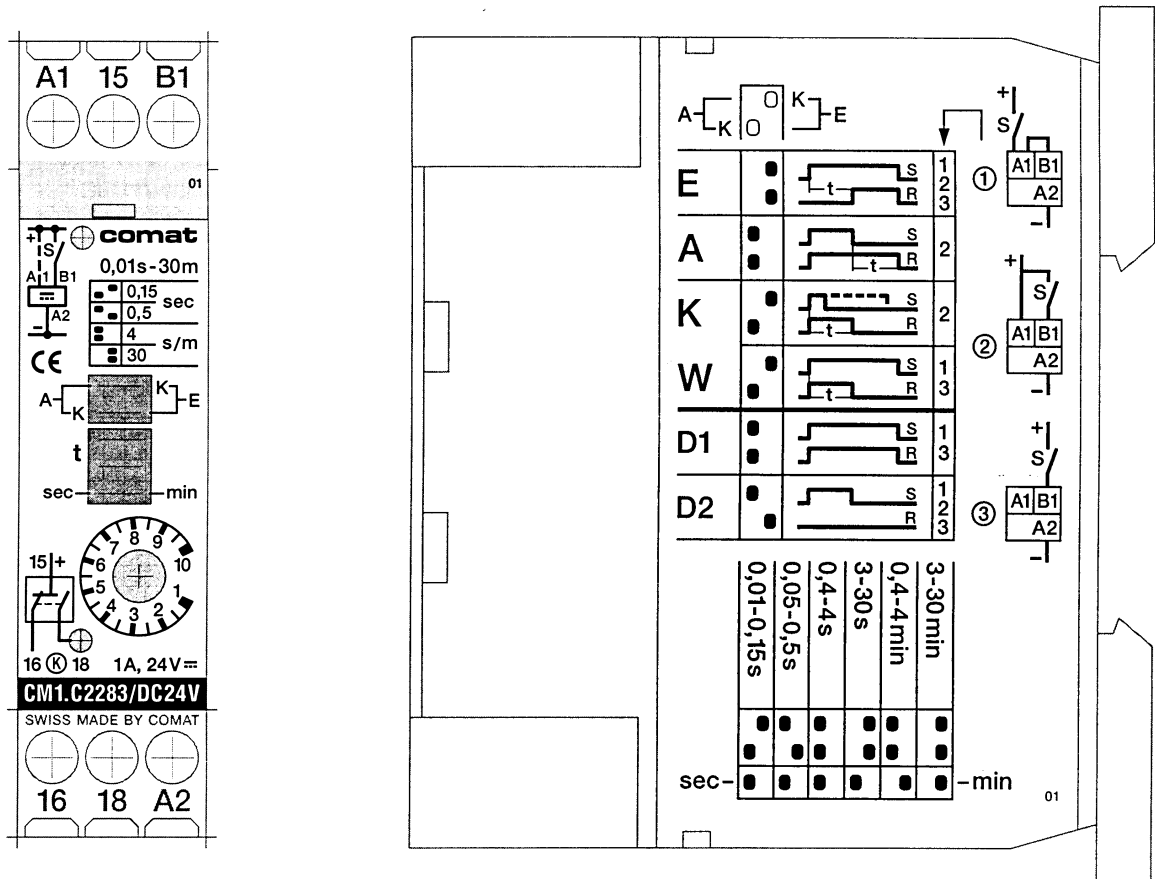 A1 15 B1
01
+ S
comat
A1 B1
A2
−
0,01s-30m
0,15 sec
0,5
4 s/m
30
CE
A K K E
t
sec min
1 2 3 4 5 6 7 8 9 10
15 +
16 K 18 1A, 24V
CM1.C2283/DC24V
SWISS MADE BY COMAT
16 18 A2
A K K E
E t S R 1 2 3
A t S R 2
K t S R 2
W t S R 1 3
D1 S R 1 3
D2 S R 1 2 3
1 + S A1 B1 A2 −
2 + S A1 B1 A2 −
3 + S A1 B1 A2 −
0,01-0,15s
0,05-0,5s
0,4-4s
3-30s
0,4-4min
3-30min
sec- -min
01